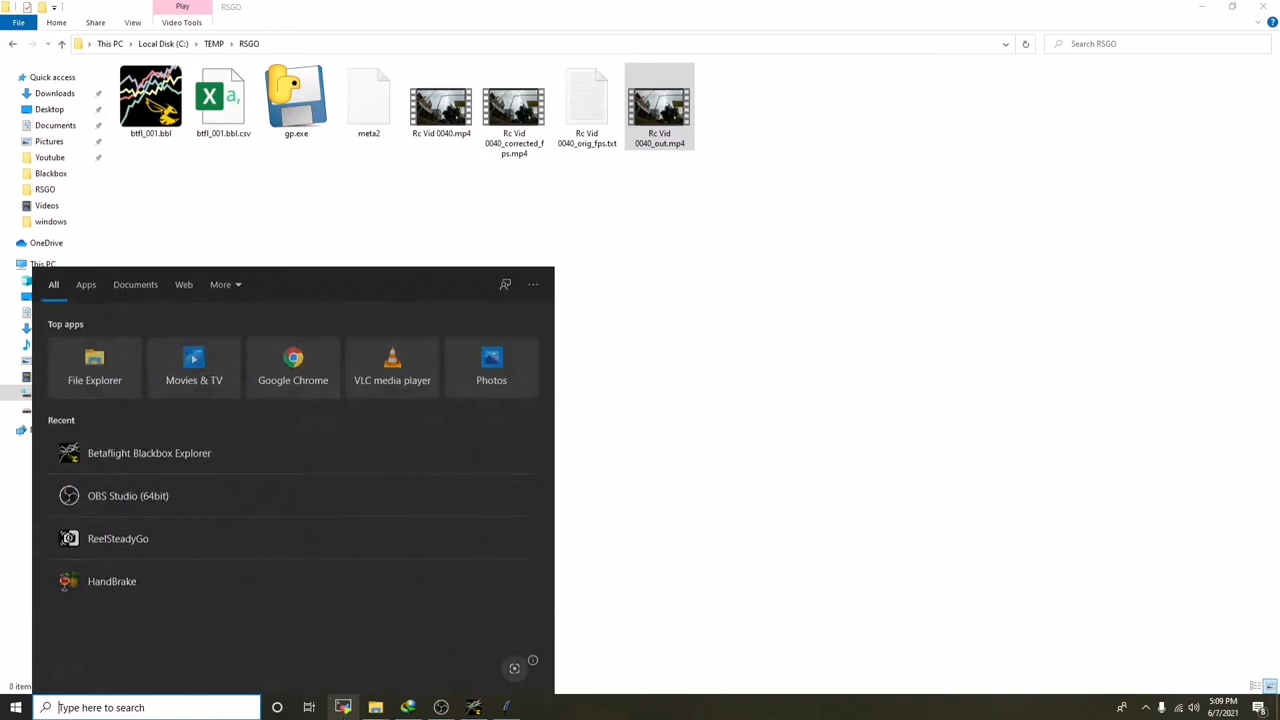 Play
RSGO
File
Home
Share
View
Video Tools
This PC
Local Disk (C:)
TEMP
RSGO
Search RSGO
Quick access
Downloads
Desktop
Documents
Pictures
Youtube
Blackbox
RSGO
Videos
windows
OneDrive
This PC
btfl_001.bbl
btfl_001.bbl.csv
gp.exe
meta2
Rc Vid 0040.mp4
Rc Vid
0040_corrected_f
ps.mp4
Rc Vid
0040_orig_fps.txt
Rc Vid
0040_out.mp4
All
Apps
Documents
Web
More
Top apps
File Explorer
Movies & TV
Google Chrome
VLC media player
Photos
Recent
Betaflight Blackbox Explorer
OBS Studio (64bit)
ReelSteadyGo
HandBrake
8 item
Type here to search
5:09 PM
6/7/2021